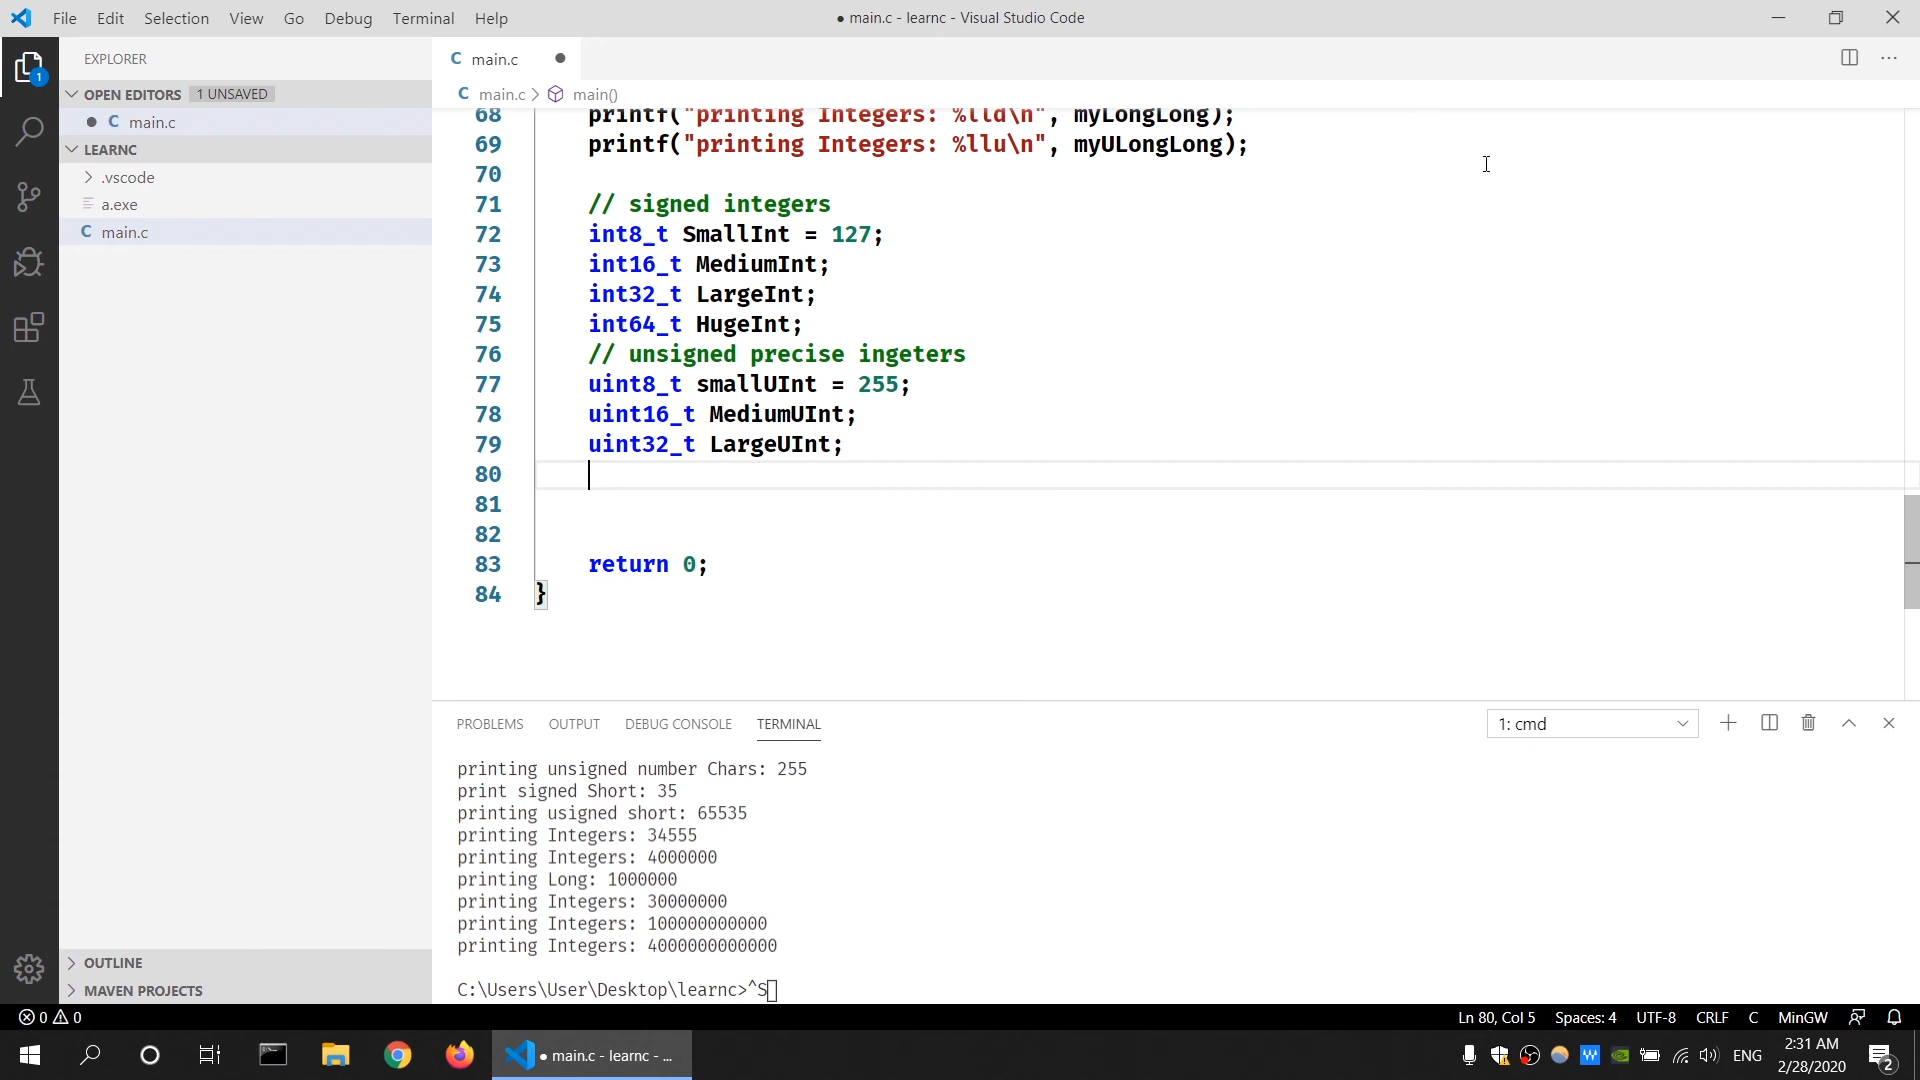 File Edit Selection View Go Debug Terminal Help
● main.c - learnc - Visual Studio Code
EXPLORER
OPEN EDITORS 1 UNSAVED
C main.c
LEARNC
.vscode
a.exe
C main.c
OUTLINE
MAVEN PROJECTS
1
C main.c
C main.c > main()
68 printf("printing Integers: %lld\n", myLongLong);
69 printf("printing Integers: %llu\n", myULongLong);
70
71 // signed integers
72 int8_t SmallInt = 127;
73 int16_t MediumInt;
74 int32_t LargeInt;
75 int64_t HugeInt;
76 // unsigned precise ingeters
77 uint8_t smallUInt = 255;
78 uint16_t MediumUInt;
79 uint32_t LargeUInt;
80
81
82
83 return 0;
84 }
PROBLEMS OUTPUT DEBUG CONSOLE TERMINAL
1: cmd
printing unsigned number Chars: 255
print signed Short: 35
printing usigned short: 65535
printing Integers: 34555
printing Integers: 4000000
printing Long: 1000000
printing Integers: 30000000
printing Integers: 100000000000
printing Integers: 4000000000000
C:\Users\User\Desktop\learnc>^S
0 0
Ln 80, Col 5 Spaces: 4 UTF-8 CRLF C MinGW
● main.c - learnc - ...
ENG
2:31 AM
2/28/2020
2